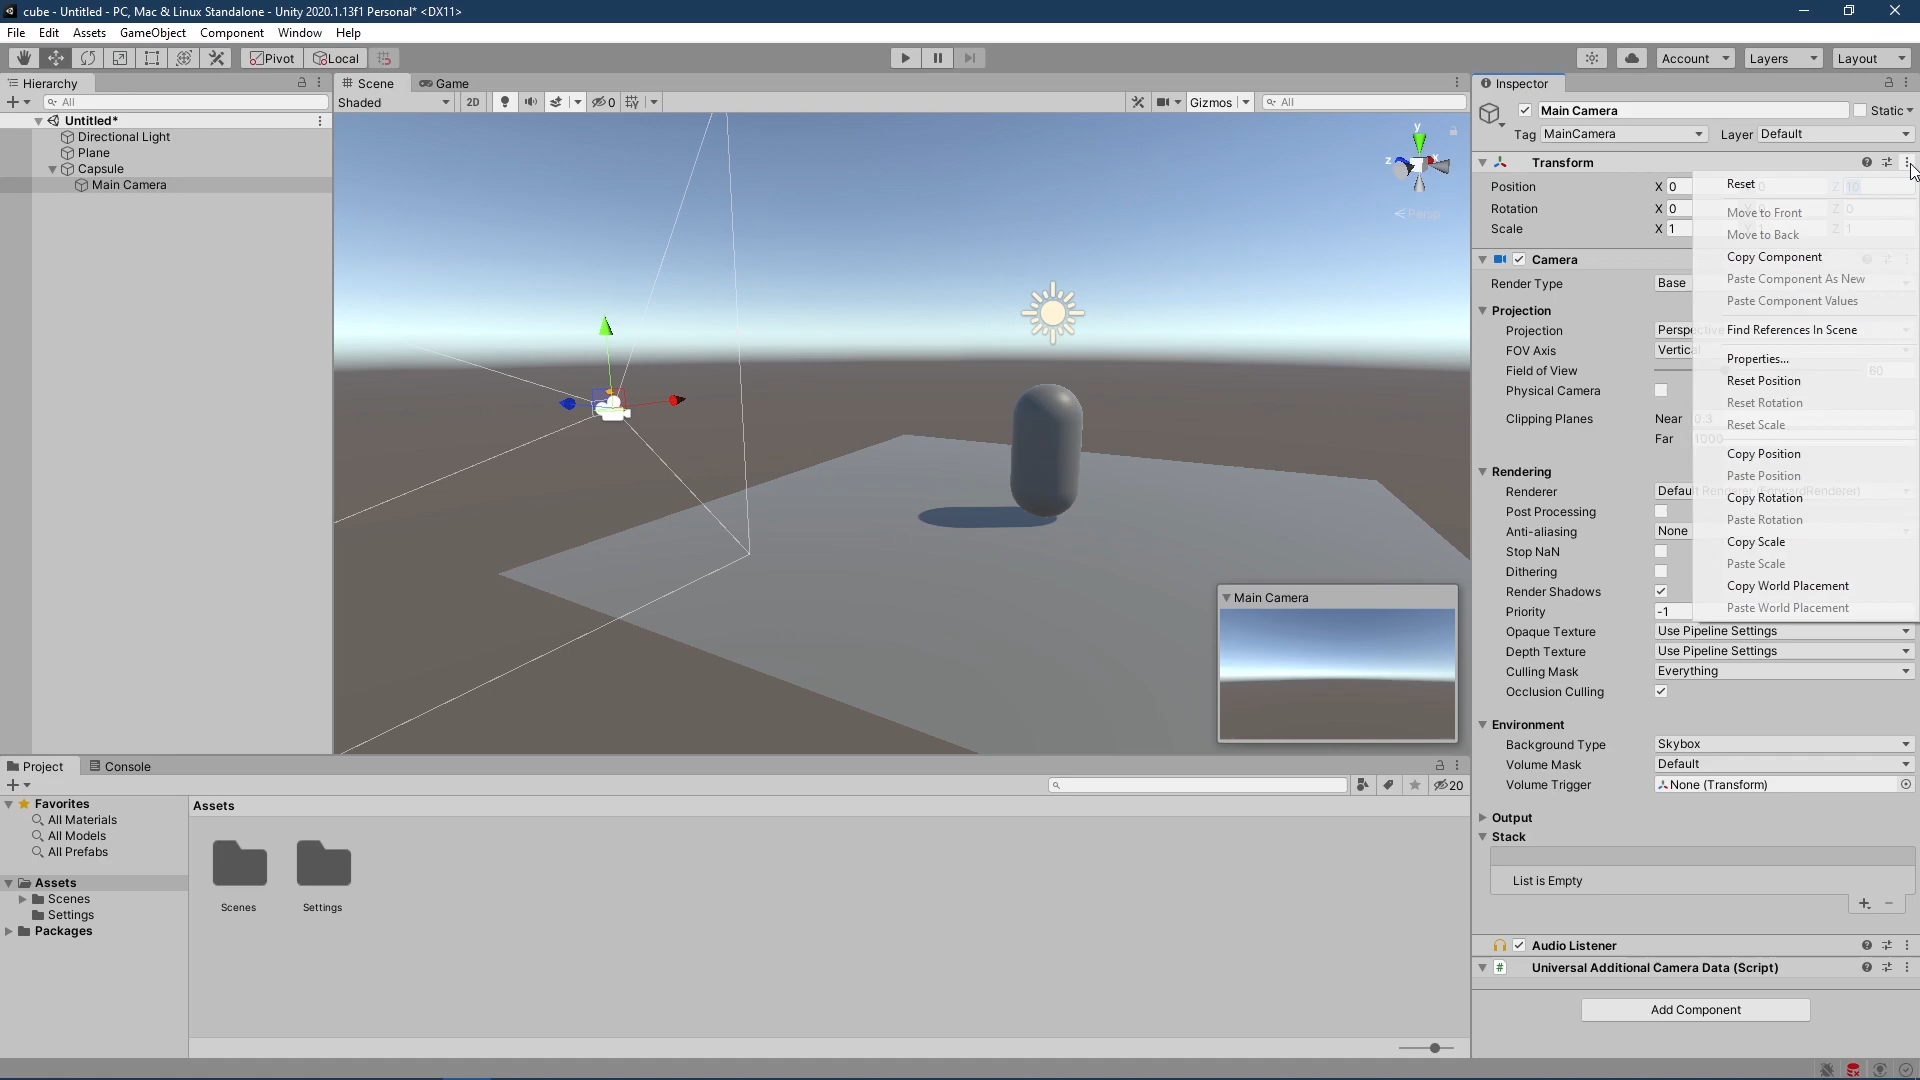 cube - Untitled - PC, Mac & Linux Standalone - Unity 2020.1.13f1 Personal* <DX11>
File Edit Assets GameObject Component Window Help
Pivot Local Account Layers Layout
Hierarchy
All
Untitled*
Directional Light
Plane
Capsule
Main Camera
Scene Game
Shaded 2D 0 Gizmos All
y
z x
Persp
Main Camera
Inspector
Main Camera Static
Tag MainCamera Layer Default
Transform
Position X 0 Z 10
Rotation X 0 Z 0
Scale X 1 Z 1
Camera
Render Type Base
Projection
Projection Perspective
FOV Axis Vertical
Field of View 60
Physical Camera
Clipping Planes Near 0.3
Far 1000
Rendering
Renderer Default Renderer (ForwardRenderer)
Post Processing
Anti-aliasing None
Stop NaN
Dithering
Render Shadows
Priority -1
Opaque Texture Use Pipeline Settings
Depth Texture Use Pipeline Settings
Culling Mask Everything
Occlusion Culling
Environment
Background Type Skybox
Volume Mask Default
Volume Trigger None (Transform)
Output
Stack
List is Empty
Audio Listener
Universal Additional Camera Data (Script)
Add Component
Reset
Move to Front
Move to Back
Copy Component
Paste Component As New
Paste Component Values
Find References In Scene
Properties...
Reset Position
Reset Rotation
Reset Scale
Copy Position
Paste Position
Copy Rotation
Paste Rotation
Copy Scale
Paste Scale
Copy World Placement
Paste World Placement
Project Console
20
Favorites
All Materials
All Models
All Prefabs
Assets
Scenes
Settings
Packages
Assets
Scenes Settings